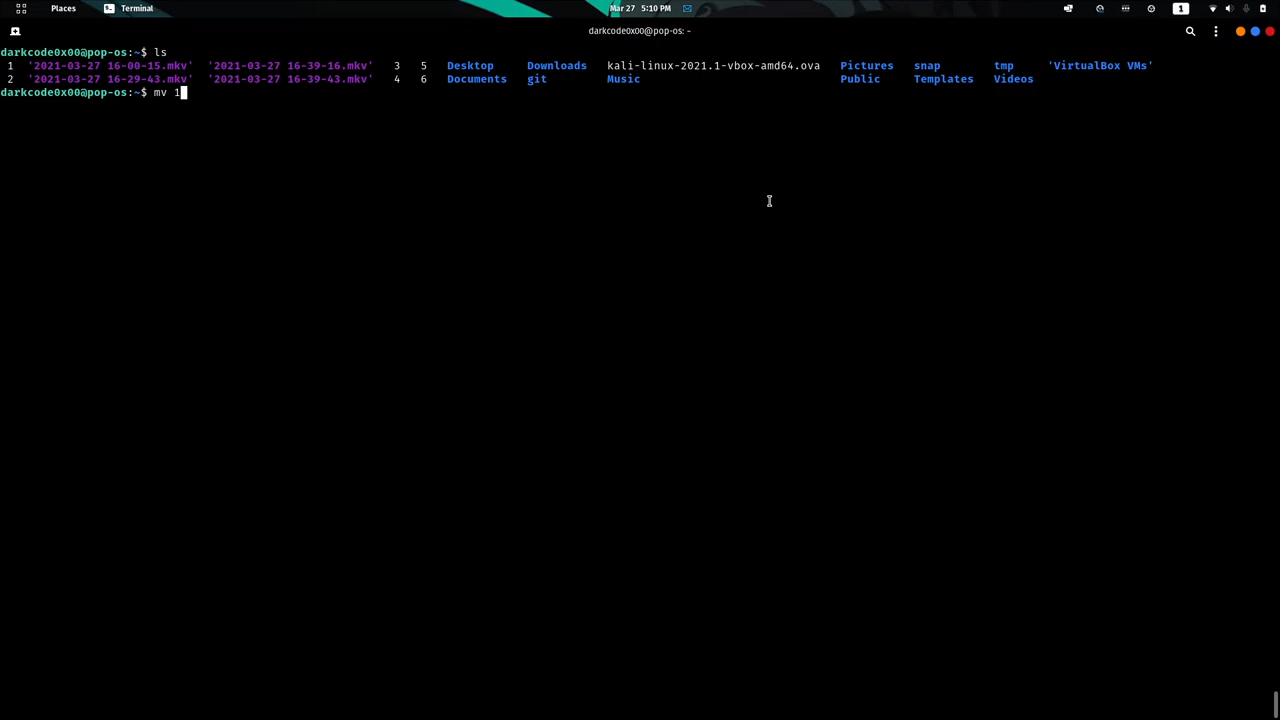 Places Terminal Mar 27 5:10 PM 1
darkcode0x00@pop-os: ~
darkcode0x00@pop-os:~$ ls
1 '2021-03-27 16-00-15.mkv' '2021-03-27 16-39-16.mkv' 3 5 Desktop Downloads kali-linux-2021.1-vbox-amd64.ova Pictures snap tmp 'VirtualBox VMs'
2 '2021-03-27 16-29-43.mkv' '2021-03-27 16-39-43.mkv' 4 6 Documents git Music Public Templates Videos
darkcode0x00@pop-os:~$ mv 1